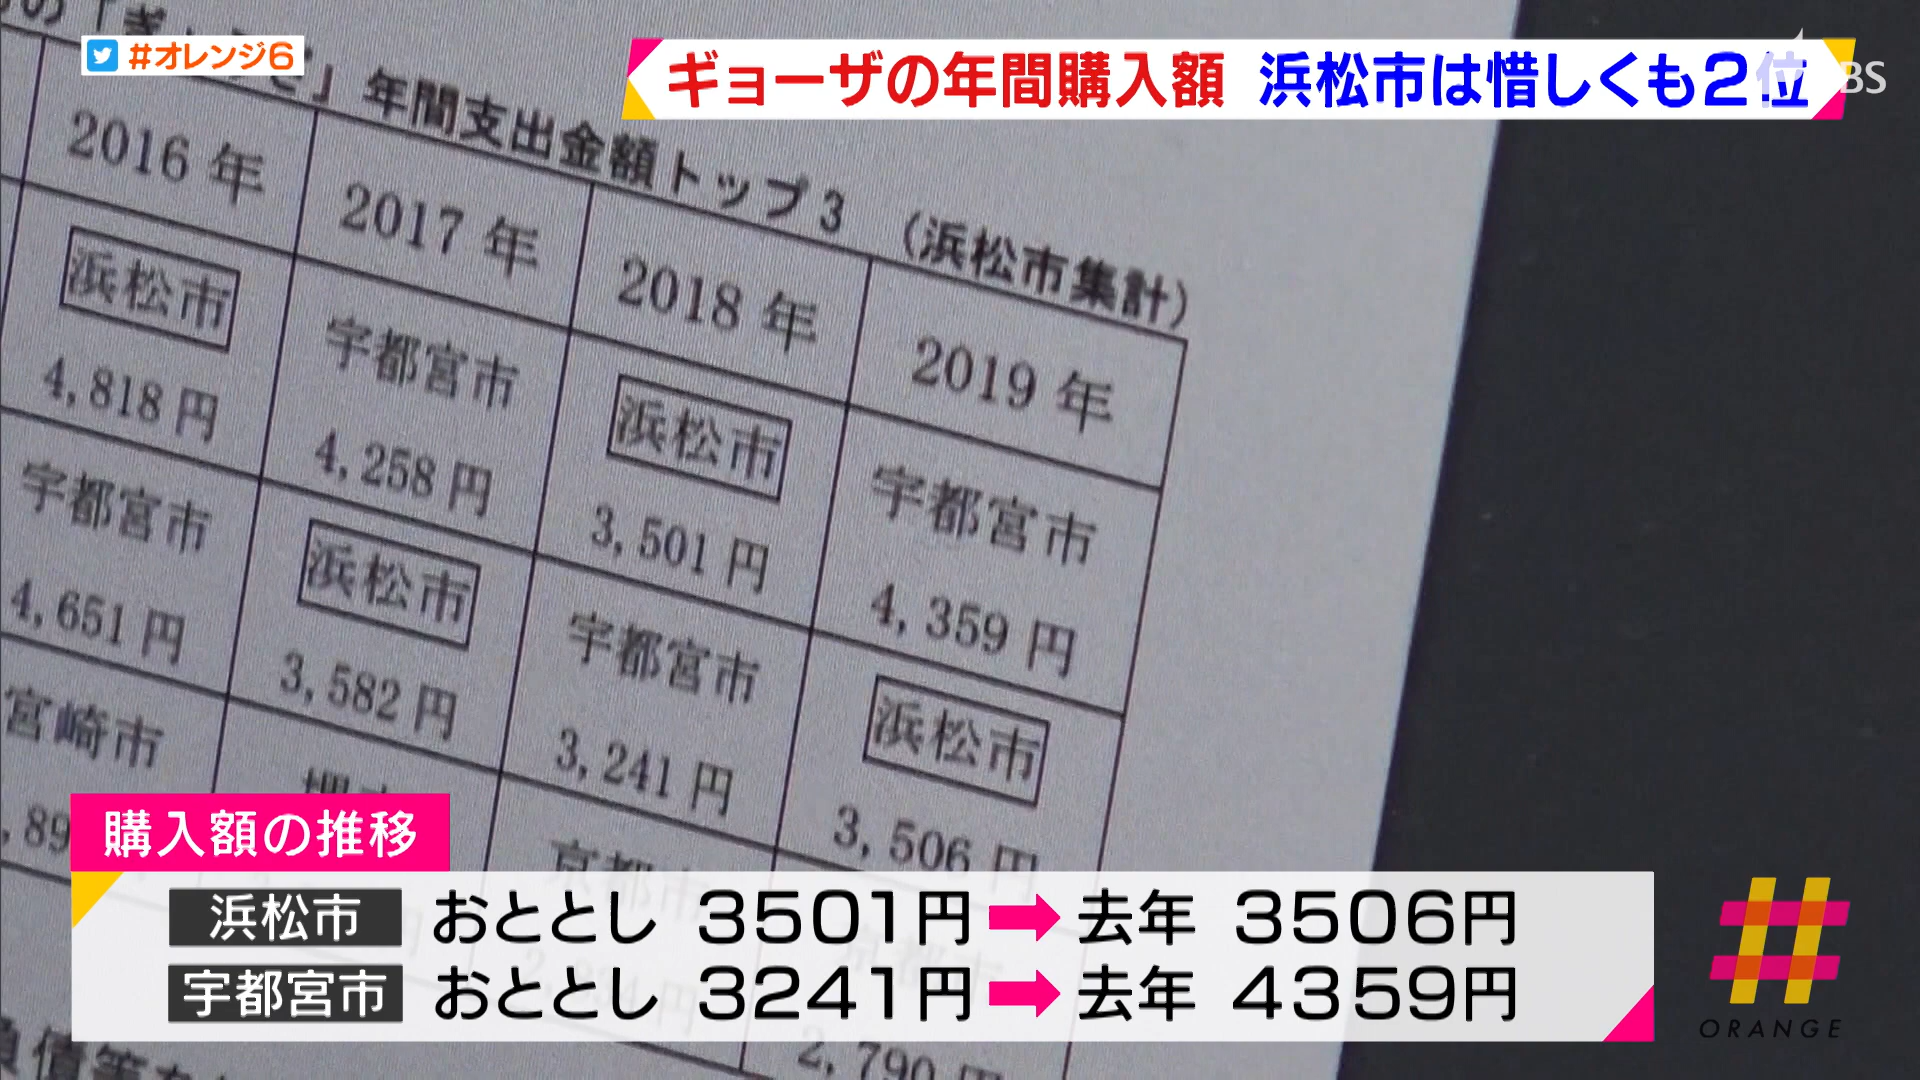 #オレンジ6
ギョーザの年間購入額 浜松市は惜しくも2位
BS
」年間支出金額トップ3 (浜松市集計)
2016年 2017年 2018年 2019年
浜松市 宇都宮市 浜松市 宇都宮市
4,818円 4,258円 3,501円 4,359円
宇都宮市 浜松市 宇都宮市 浜松市
4,651円 3,582円 3,241円 3,506円
宮崎市 京都市
2,790円
購入額の推移
浜松市 おととし 3501円 去年 3506円
宇都宮市 おととし 3241円 去年 4359円
ORANGE